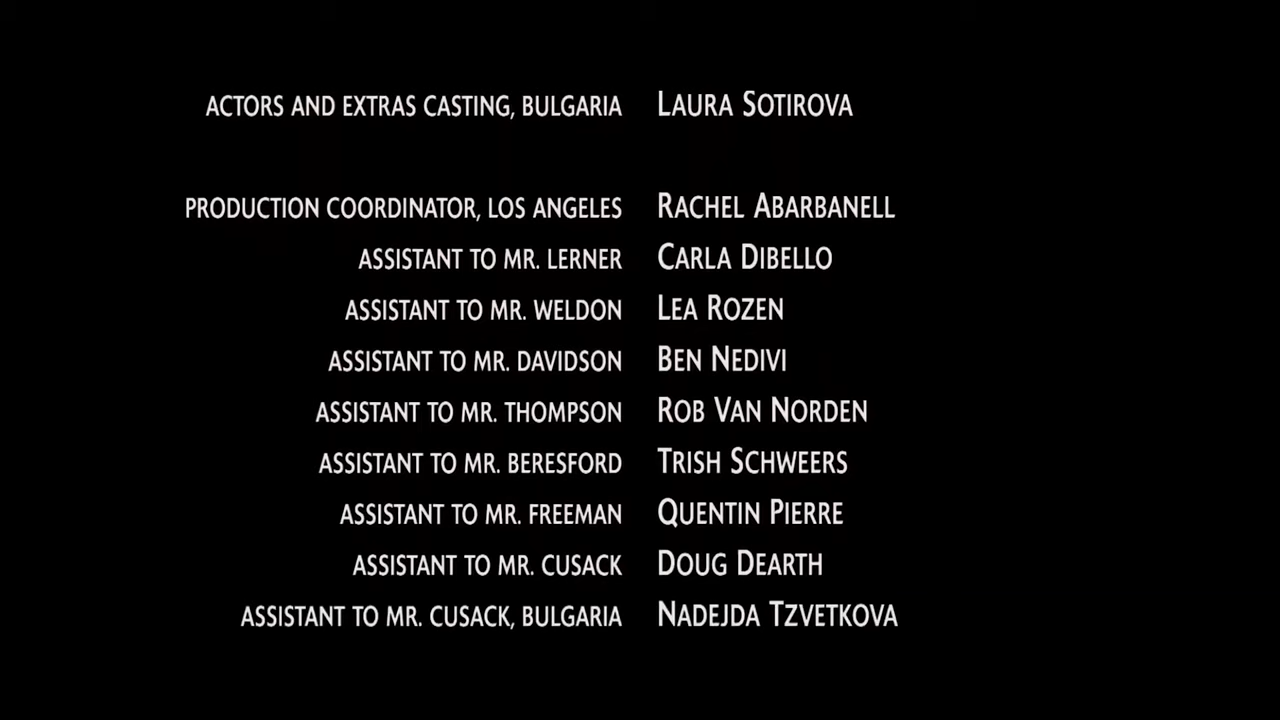 ACTORS AND EXTRAS CASTING, BULGARIA LAURA SOTIROVA
PRODUCTION COORDINATOR, LOS ANGELES RACHEL ABARBANELL
ASSISTANT TO MR. LERNER CARLA DIBELLO
ASSISTANT TO MR. WELDON LEA ROZEN
ASSISTANT TO MR. DAVIDSON BEN NEDIVI
ASSISTANT TO MR. THOMPSON ROB VAN NORDEN
ASSISTANT TO MR. BERESFORD TRISH SCHWEERS
ASSISTANT TO MR. FREEMAN QUENTIN PIERRE
ASSISTANT TO MR. CUSACK DOUG DEARTH
ASSISTANT TO MR. CUSACK, BULGARIA NADEJDA TZVETKOVA